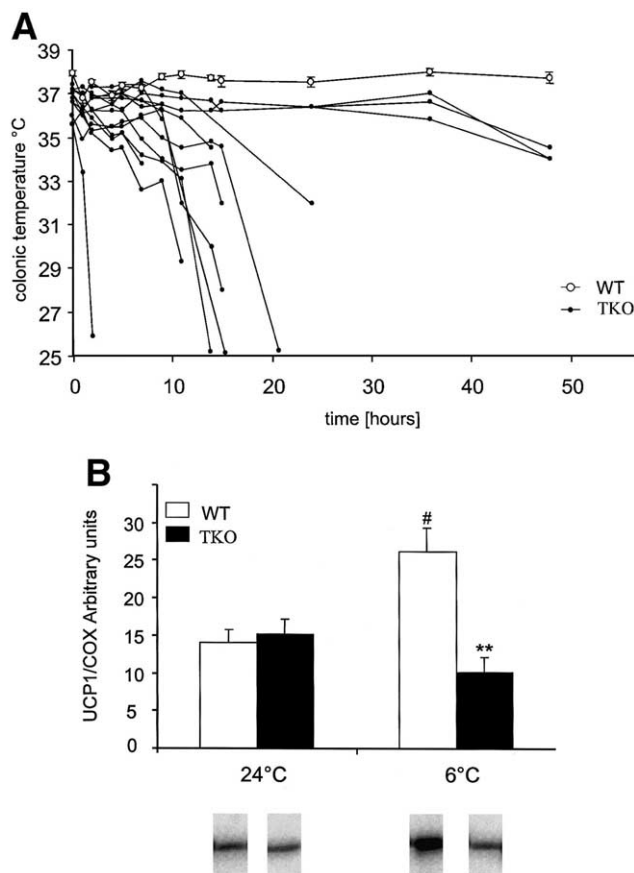 A
colonic temperature °C
39
37
35
33
31
29
27
25
0 10 20 30 40 50
time [hours]
WT
TKO
B
WT
TKO
UCP1/COX Arbitrary units
30
25
20
15
10
5
0
#
**
24°C 6°C